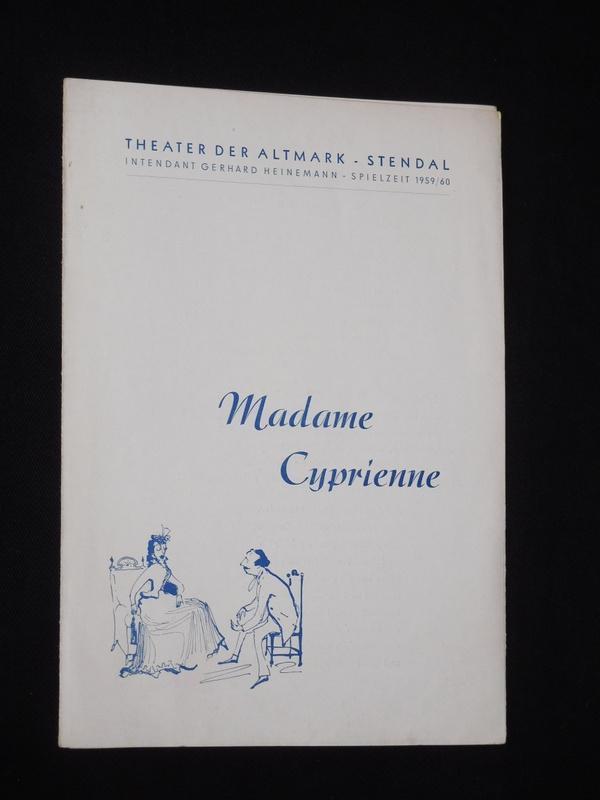 THEATER DER ALTMARK - STENDAL
INTENDANT GERHARD HEINEMANN - SPIELZEIT 1959/60
Madame
Cyprienne